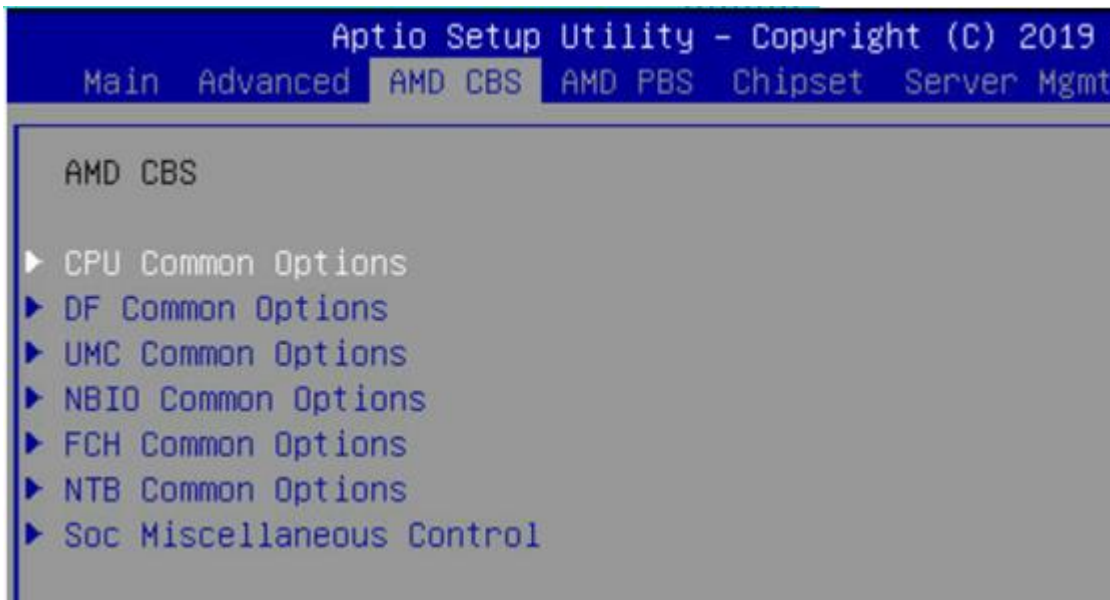 Aptio Setup Utility – Copyright (C) 2019
Main Advanced AMD CBS AMD PBS Chipset Server Mgmt
AMD CBS
CPU Common Options
DF Common Options
UMC Common Options
NBIO Common Options
FCH Common Options
NTB Common Options
Soc Miscellaneous Control